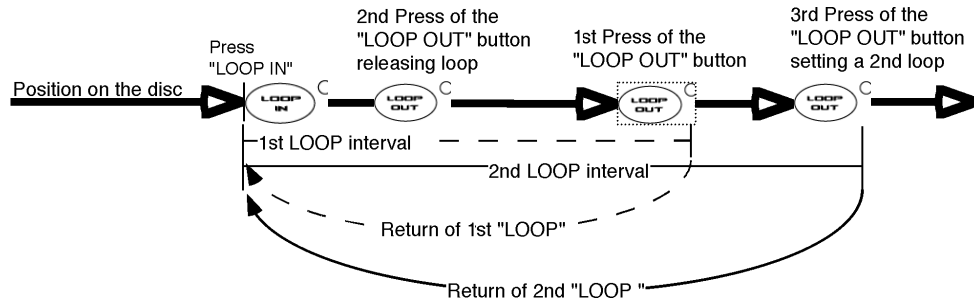 Press
"LOOP IN"
2nd Press of the
"LOOP OUT" button
releasing loop
1st Press of the
"LOOP OUT" button
3rd Press of the
"LOOP OUT" button
setting a 2nd loop
Position on the disc
LOOP
IN
LOOP
OUT
LOOP
OUT
LOOP
OUT
1st LOOP interval
2nd LOOP interval
Return of 1st "LOOP"
Return of 2nd "LOOP "